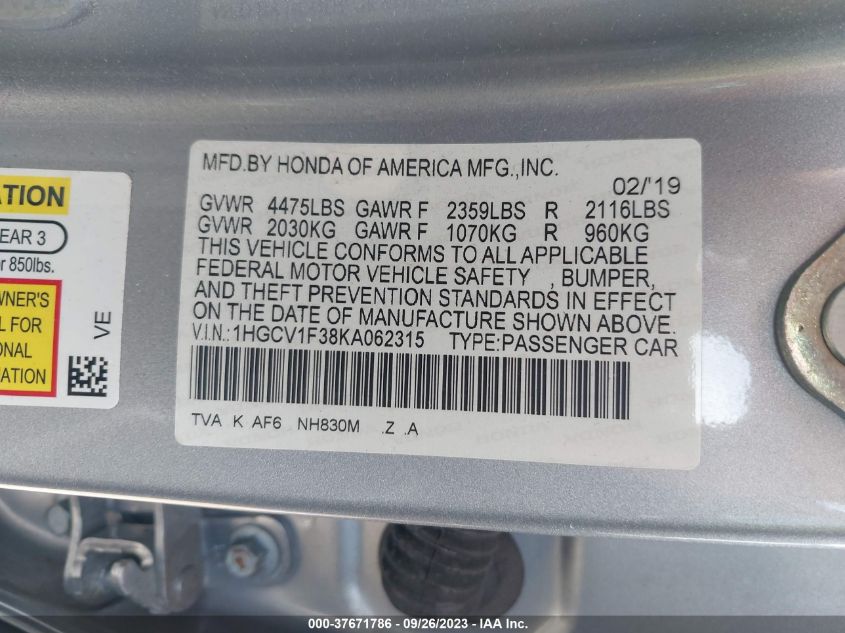 MFD.BY HONDA OF AMERICA MFG.,INC.
02/'19
GVWR 4475LBS GAWR F 2359LBS R 2116LBS
GVWR 2030KG GAWR F 1070KG R 960KG
THIS VEHICLE CONFORMS TO ALL APPLICABLE
FEDERAL MOTOR VEHICLE SAFETY , BUMPER,
AND THEFT PREVENTION STANDARDS IN EFFECT
ON THE DATE OF MANUFACTURE SHOWN ABOVE.
V.I.N.: 1HGCV1F38KA062315 TYPE:PASSENGER CAR
TVA K AF6 NH830M .Z .A
EAR 3
850lbs.
WNER'S
FOR
VE
000-37671786 - 09/26/2023 - IAA Inc.